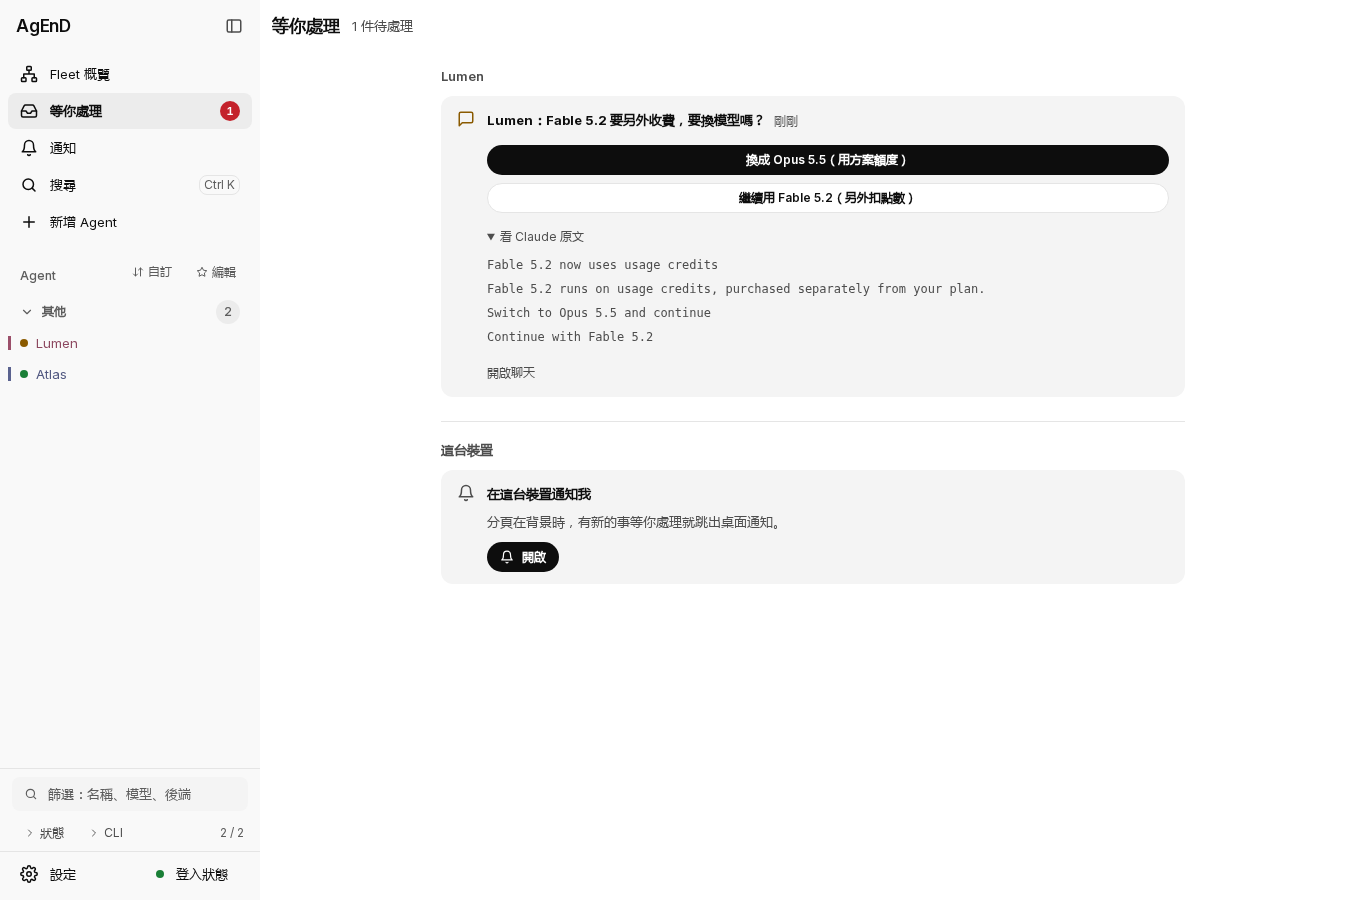 AgEnD
Fleet 概覽
等你處理 1
通知
搜尋 Ctrl K
新增 Agent
Agent 自訂 編輯
其他 2
Lumen
Atlas
篩選：名稱、模型、後端
狀態 CLI 2 / 2
設定 登入狀態
等你處理 1 件待處理
Lumen
Lumen：Fable 5.2 要另外收費，要換模型嗎？ 剛剛
換成 Opus 5.5（用方案額度）
繼續用 Fable 5.2（另外扣點數）
看 Claude 原文
Fable 5.2 now uses usage credits
Fable 5.2 runs on usage credits, purchased separately from your plan.
Switch to Opus 5.5 and continue
Continue with Fable 5.2
開啟聊天
這台裝置
在這台裝置通知我
分頁在背景時，有新的事等你處理就跳出桌面通知。
開啟